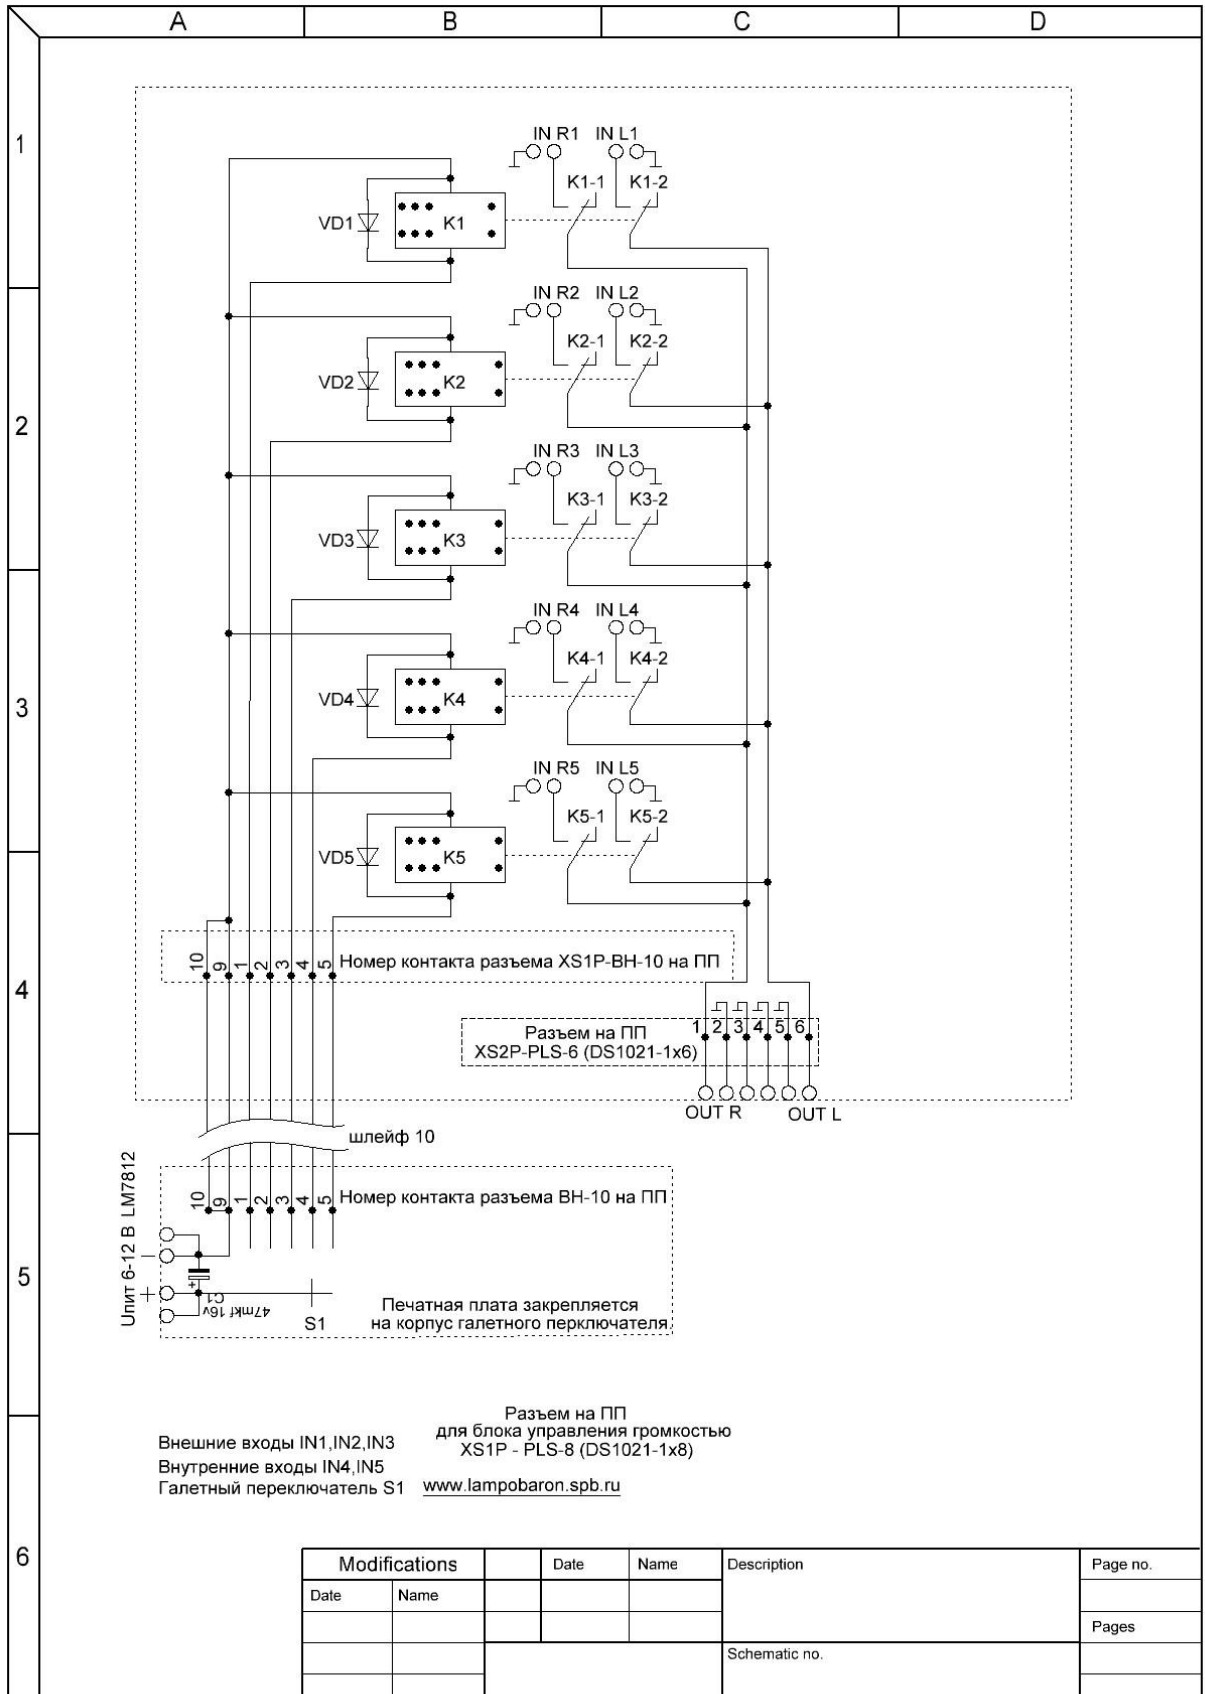 A B C D
1
IN R1 IN L1
K1-1 K1-2
VD1 K1
IN R2 IN L2
K2-1 K2-2
VD2 K2
2
IN R3 IN L3
K3-1 K3-2
VD3 K3
IN R4 IN L4
K4-1 K4-2
VD4 K4
3
IN R5 IN L5
K5-1 K5-2
VD5 K5
10 9 1 2 3 4 5 Номер контакта разъема XS1P-BH-10 на ПП
4
1 2 3 4 5 6
Разъем на ПП
XS2P-PLS-6 (DS1021-1x6)
OUT R OUT L
шлейф 10
10 9 1 2 3 4 5 Номер контакта разъема BH-10 на ПП
Uпит 6-12 В LM7812
5
− +
+
C1
47mkf 16v
S1
Печатная плата закрепляется
на корпус галетного перключателя.
Разъем на ПП
для блока управления громкостью
XS1P - PLS-8 (DS1021-1x8)
Внешние входы IN1,IN2,IN3
Внутренние входы IN4,IN5
Галетный переключатель S1 www.lampobaron.spb.ru
6
Modifications Date Name Description Page no.
Date Name
Pages
Schematic no.